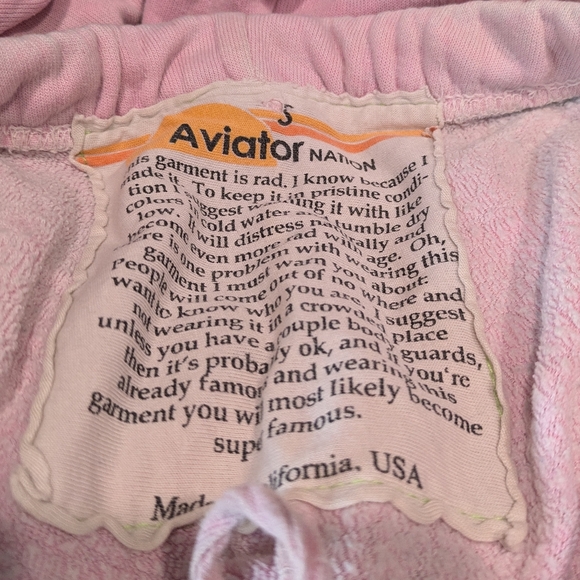 S
Aviator NATION
is garment is rad. I know because I
made it. To keep it in pristine condi-
tion I suggest washing it with like
colors in cold water and tumble dry
low. It will distress naturally and
become even more rad with age. Oh,
there is one problem with wearing this
garment I must warn you about:
People will come out of no where and
want to know who you are. I suggest
not wearing it in a crowded place
unless you have a couple body guards,
then it's probably ok, and if you're
already famous and wearing this
garment you will most likely become
super famous.
Made California, USA